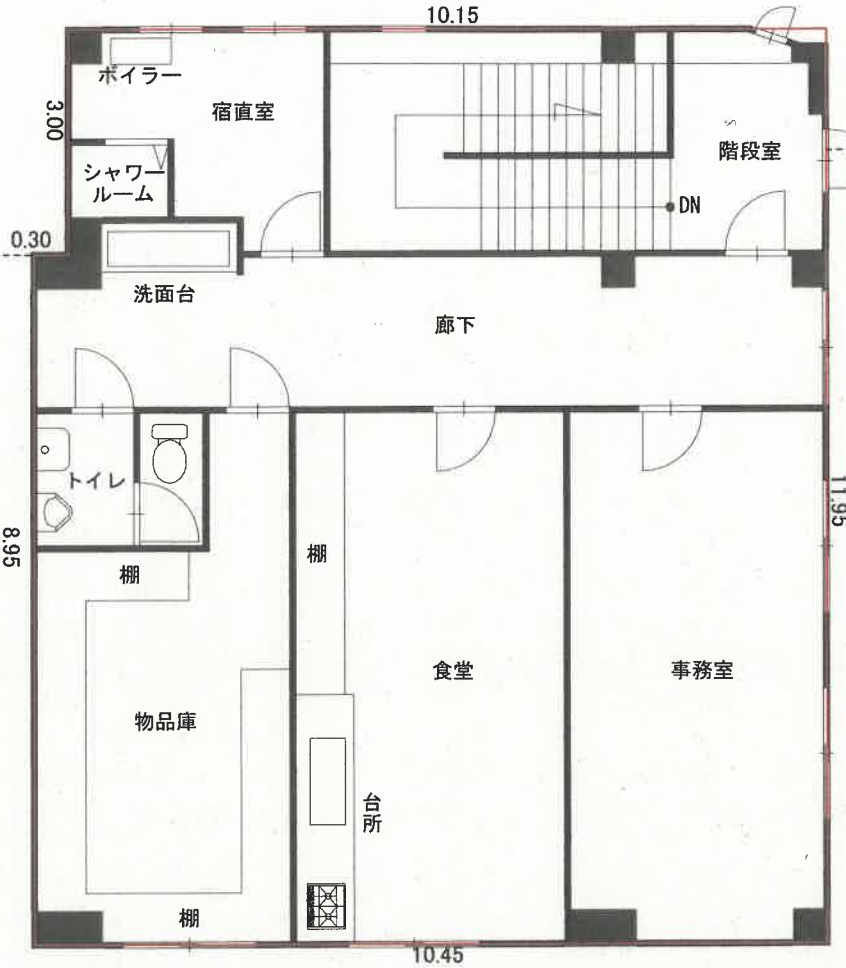 10.15
ボイラー
宿直室
3.00
シャワー
ルーム
階段室
DN
0.30
洗面台
廊下
トイレ
11.95
8.95
棚
棚
食堂
事務室
物品庫
台所
棚
10.45